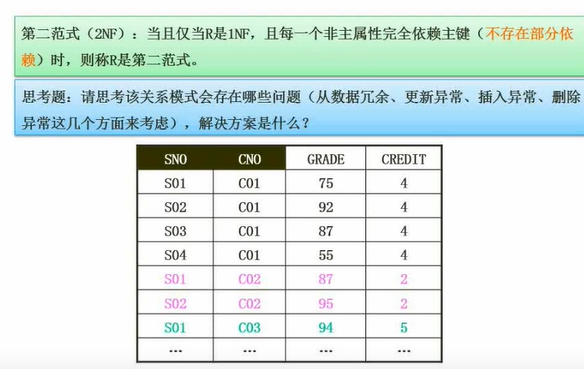 第二范式（2NF）：当且仅当R是1NF，且每一个非主属性完全依赖主键（不存在部分依
赖）时，则称R是第二范式。
思考题：请思考该关系模式会存在哪些问题（从数据冗余、更新异常、插入异常、删除
异常这几个方面来考虑），解决方案是什么？
SNO CNO GRADE CREDIT
S01 C01 75 4
S02 C01 92 4
S03 C01 87 4
S04 C01 55 4
S01 C02 87 2
S02 C02 95 2
S01 C03 94 5
… … … …